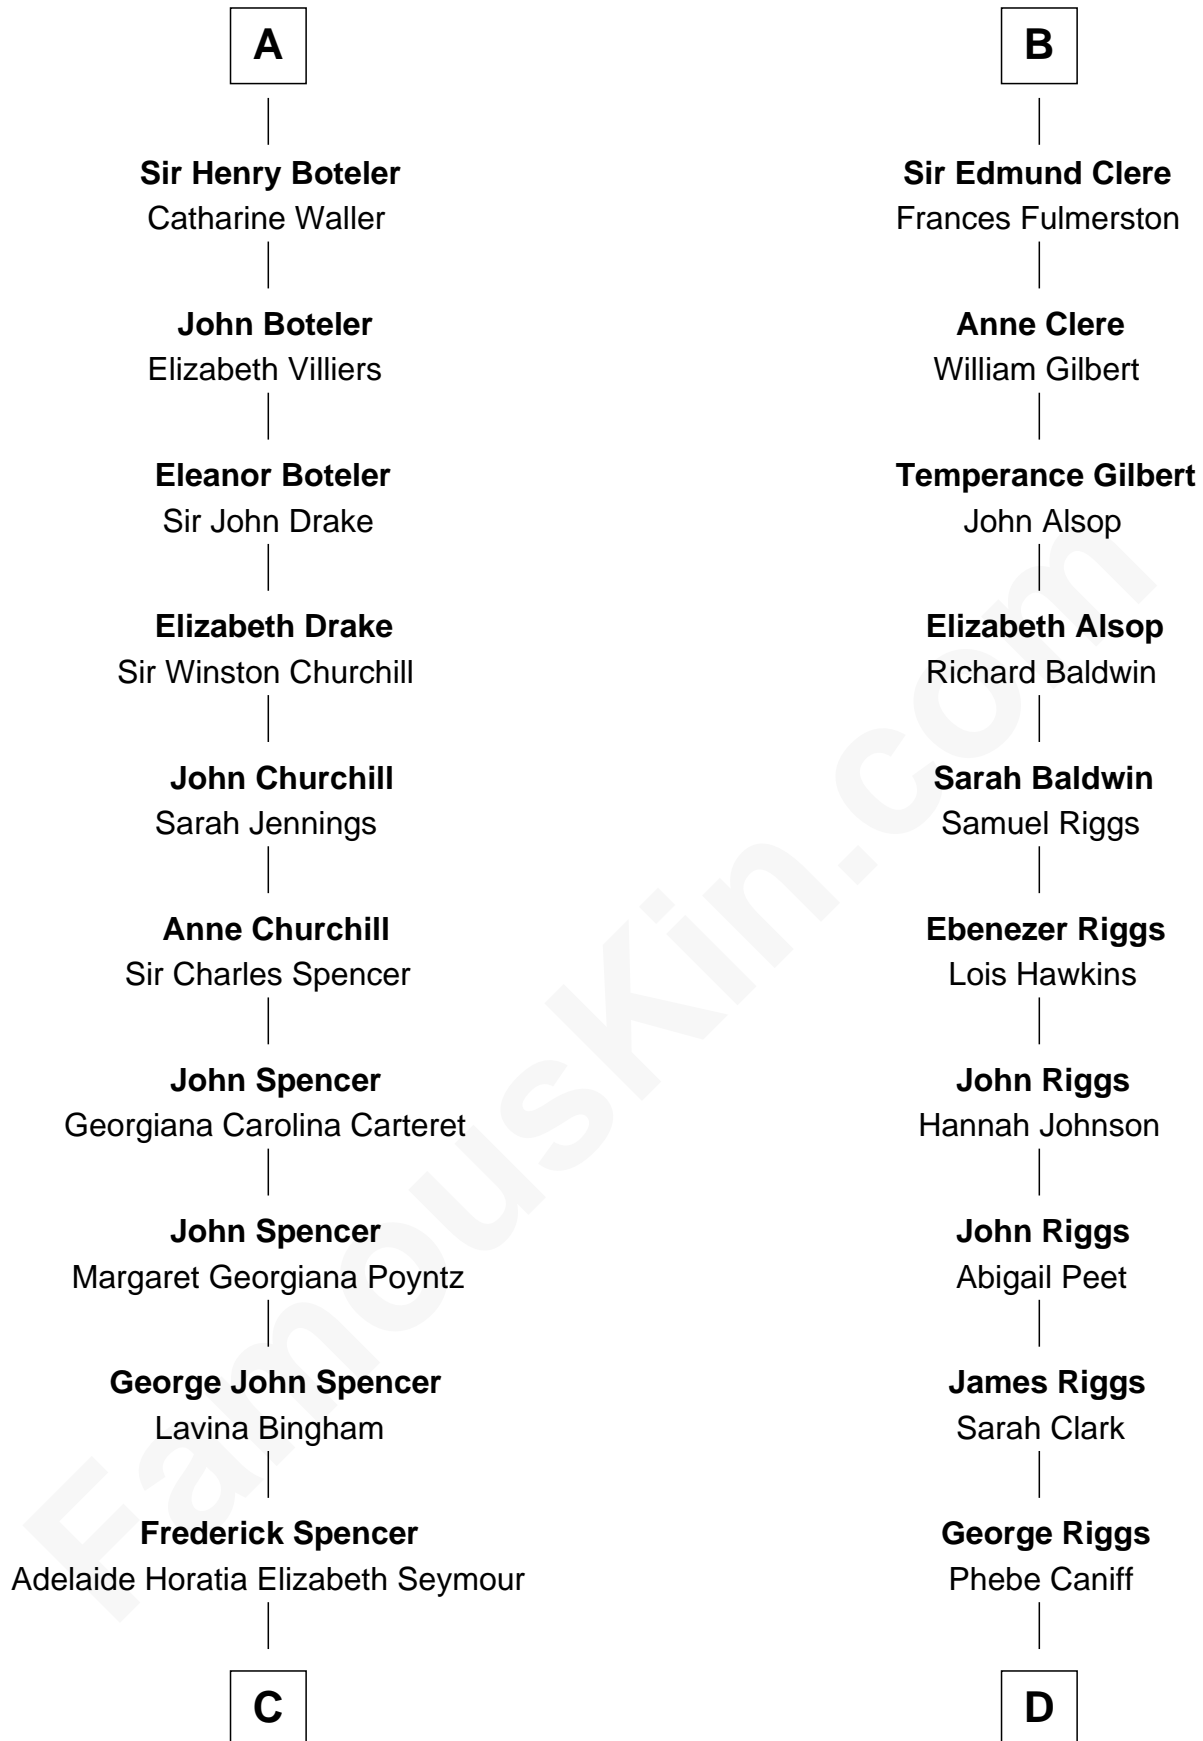 A
Sir Henry Boteler
Catharine Waller
John Boteler
Elizabeth Villiers
Eleanor Boteler
Sir John Drake
Elizabeth Drake
Sir Winston Churchill
John Churchill
Sarah Jennings
Anne Churchill
Sir Charles Spencer
John Spencer
Georgiana Carolina Carteret
John Spencer
Margaret Georgiana Poyntz
George John Spencer
Lavina Bingham
Frederick Spencer
Adelaide Horatia Elizabeth Seymour
C
B
Sir Edmund Clere
Frances Fulmerston
Anne Clere
William Gilbert
Temperance Gilbert
John Alsop
Elizabeth Alsop
Richard Baldwin
Sarah Baldwin
Samuel Riggs
Ebenezer Riggs
Lois Hawkins
John Riggs
Hannah Johnson
John Riggs
Abigail Peet
James Riggs
Sarah Clark
George Riggs
Phebe Caniff
D
FamousKin.com